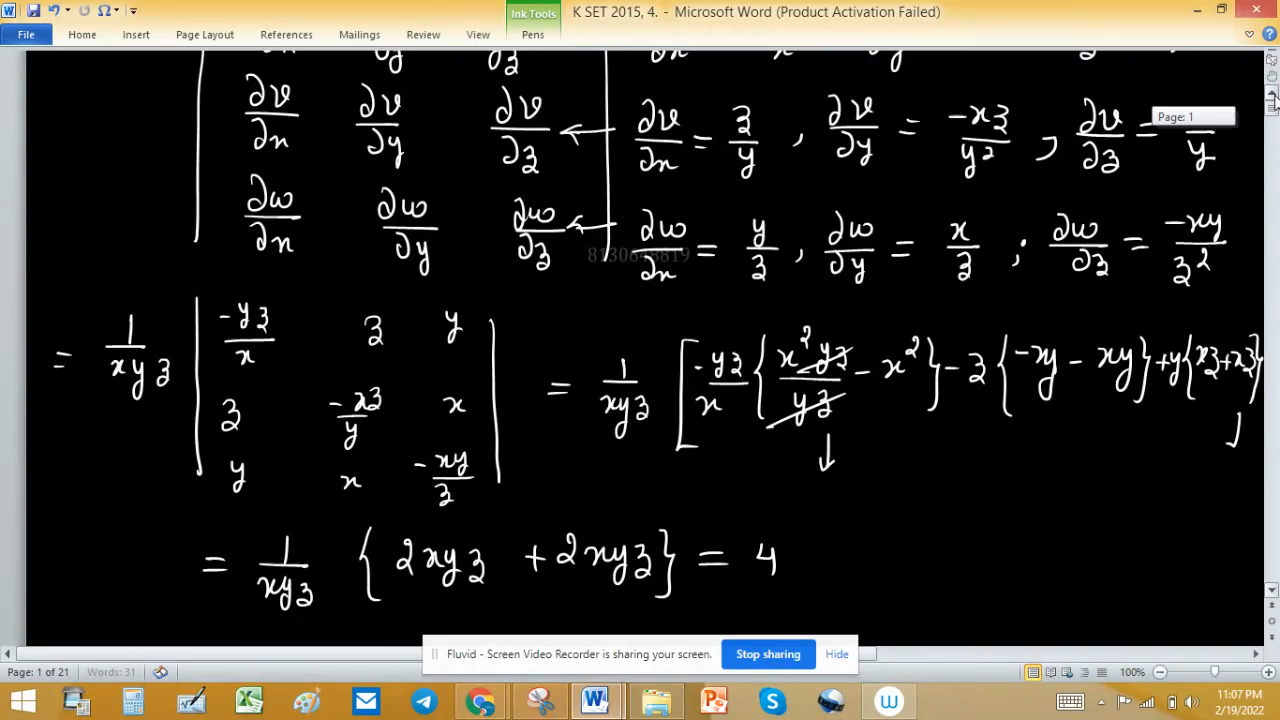 Ink Tools
K SET 2015, 4. - Microsoft Word (Product Activation Failed)
File Home Insert Page Layout References Mailings Review View Pens
∂v/∂x ∂v/∂y ∂v/∂z ← ∂v/∂x = z/y , ∂v/∂y = -xz/y² , ∂v/∂z = /y
Page: 1
∂w/∂x ∂w/∂y ∂w/∂z ← ∂w/∂x = y/z , ∂w/∂y = x/z ; ∂w/∂z = -xy/z²
8130648819
= 1/xyz | -yz/x z y | = 1/xyz [ -yz/x { x²yz/yz - x² } - z { -xy - xy } + y { xz + xz } ]
z -xz/y x
y x -xy/z
= 1/xyz { 2xyz + 2xyz } = 4
Fluvid - Screen Video Recorder is sharing your screen. Stop sharing Hide
Page: 1 of 21 Words: 31 100%
11:07 PM
2/19/2022